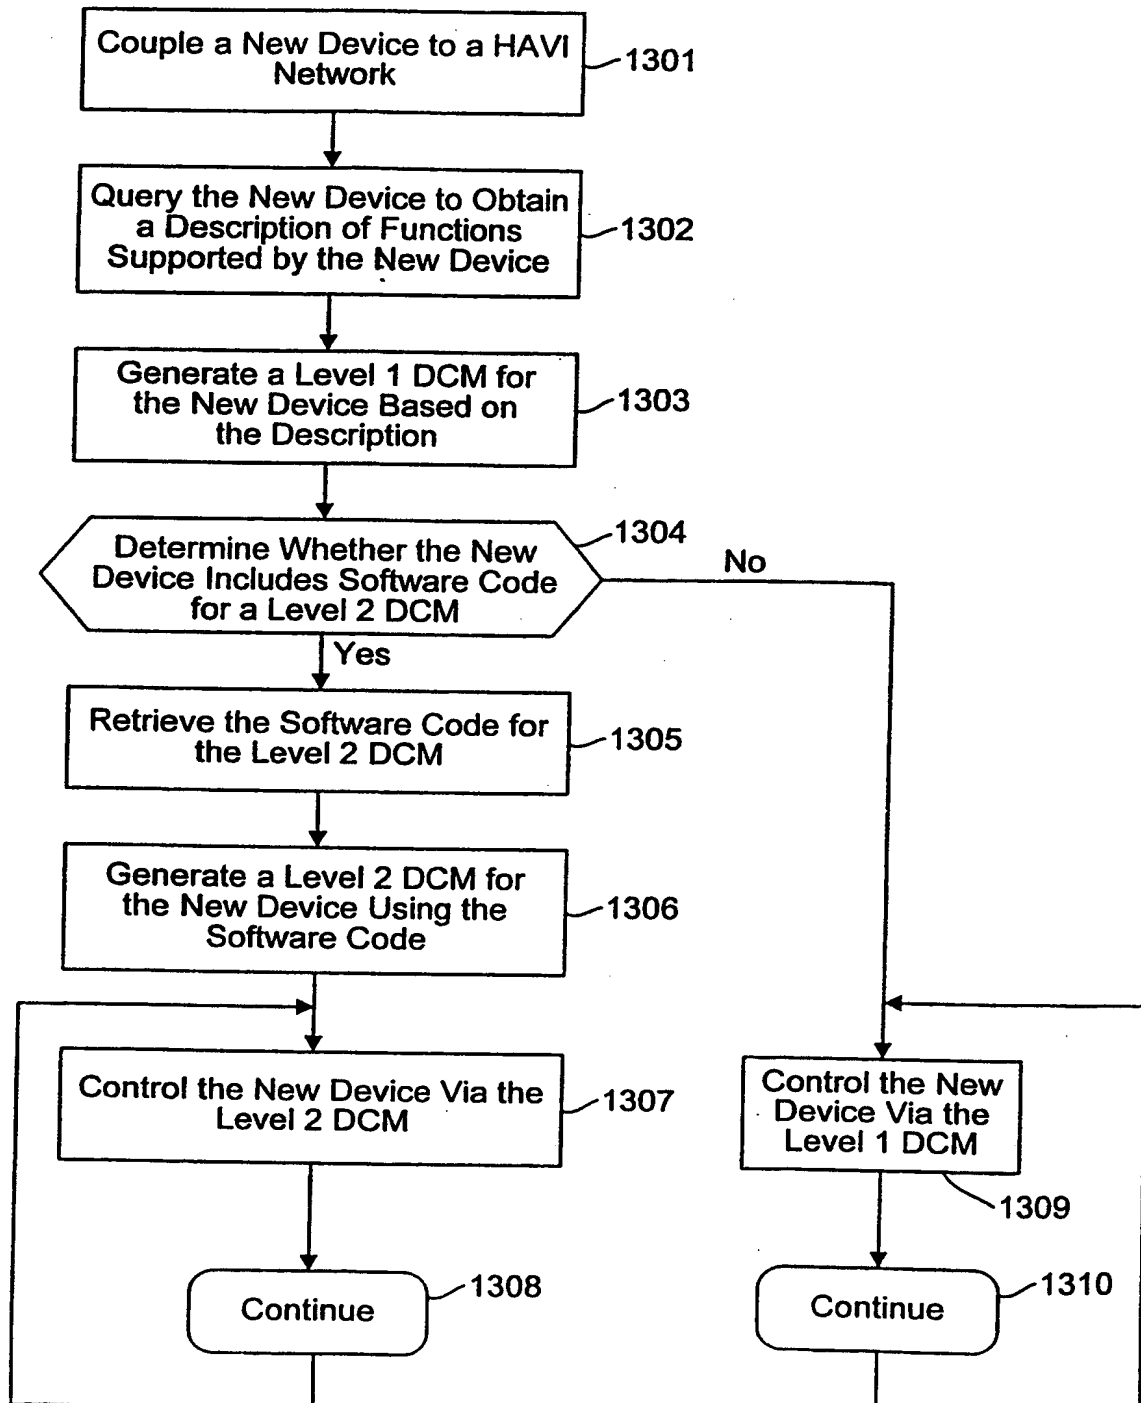 Couple a New Device to a HAVI
Network
1301
Query the New Device to Obtain
a Description of Functions
Supported by the New Device
1302
Generate a Level 1 DCM for
the New Device Based on
the Description
1303
Determine Whether the New
Device Includes Software Code
for a Level 2 DCM
1304
No
Yes
Retrieve the Software Code for
the Level 2 DCM
1305
Generate a Level 2 DCM for
the New Device Using the
Software Code
1306
Control the New Device Via the
Level 2 DCM
1307
Control the New
Device Via the
Level 1 DCM
1309
Continue
1308
Continue
1310